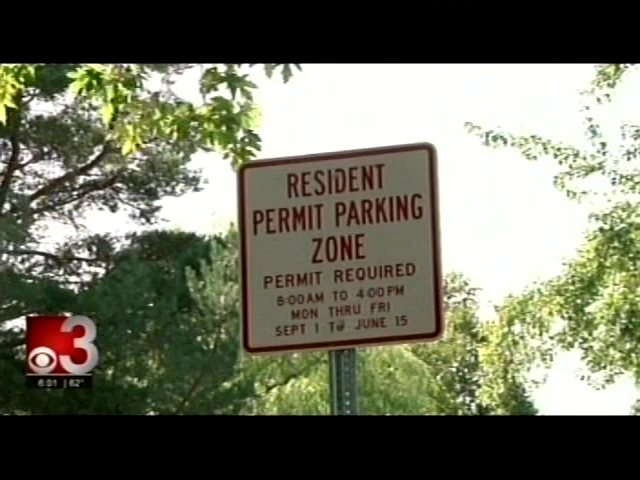 RESIDENT
PERMIT PARKING
ZONE
PERMIT REQUIRED
8:00AM TO 4:00PM
MON THRU FRI
SEPT 1 TO JUNE 15
3
6:01 62°